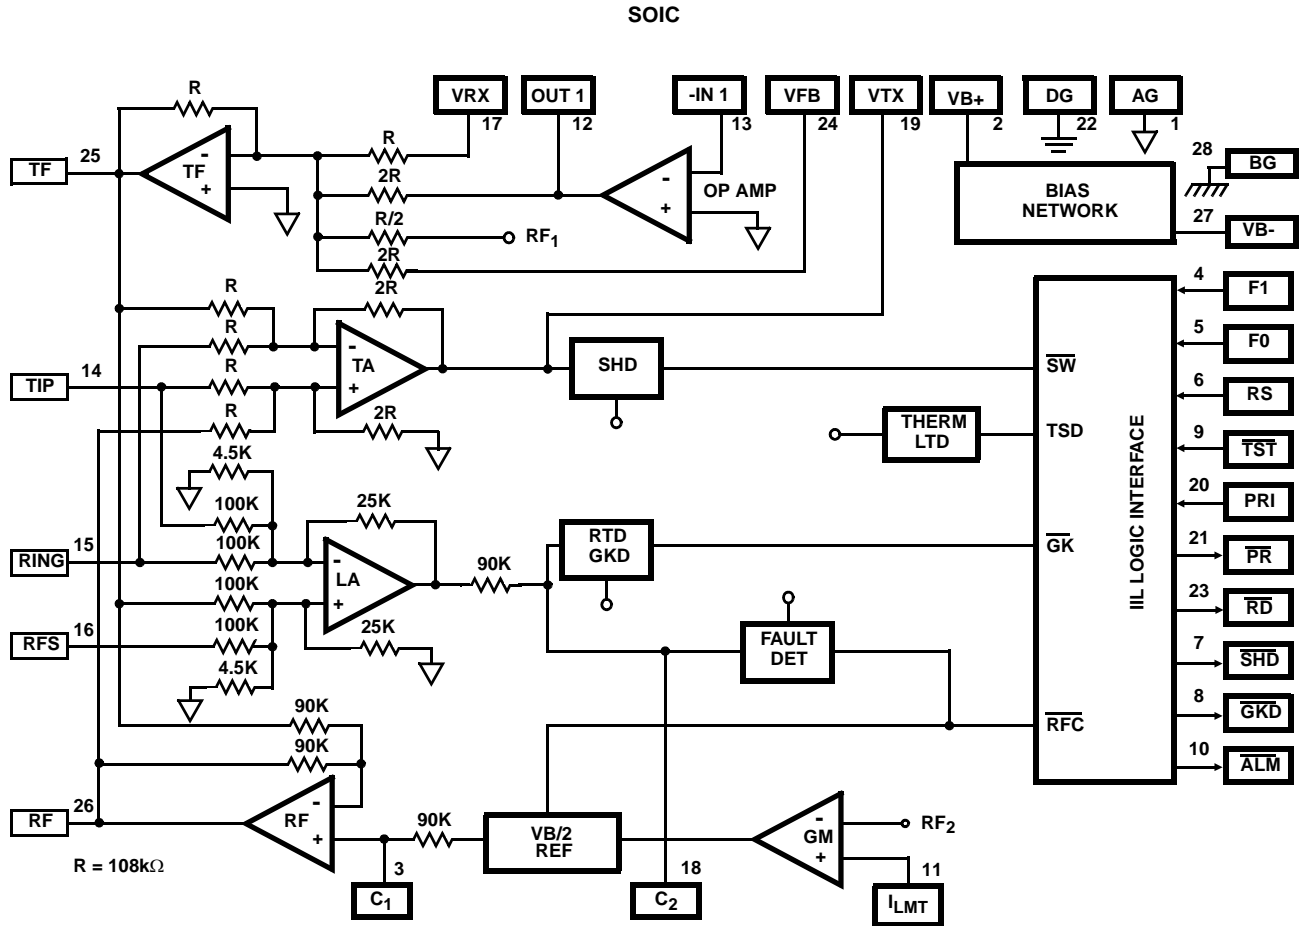 SOIC
R
VRX
OUT 1
-IN 1
VFB
VTX
VB+
DG
AG
17
12
13
24
19
2
22
1
28
BG
TF
25
-
TF
+
R
2R
R/2
RF1
2R
-
OP AMP
+
BIAS
NETWORK
27
VB-
R
2R
R
-
TA
+
TIP
14
R
R
2R
SHD
SW
4
F1
5
F0
6
RS
THERM
LTD
TSD
9
TST
4.5K
100K
25K
RTD
GKD
GK
IIL LOGIC INTERFACE
20
PRI
RING
15
100K
-
LA
+
90K
21
PR
100K
23
RD
RFS
16
100K
25K
FAULT
DET
7
SHD
4.5K
8
GKD
90K
RFC
90K
10
ALM
RF
26
-
RF
+
90K
VB/2
REF
-
GM
+
RF2
R = 108kΩ
3
C1
18
C2
11
ILMT